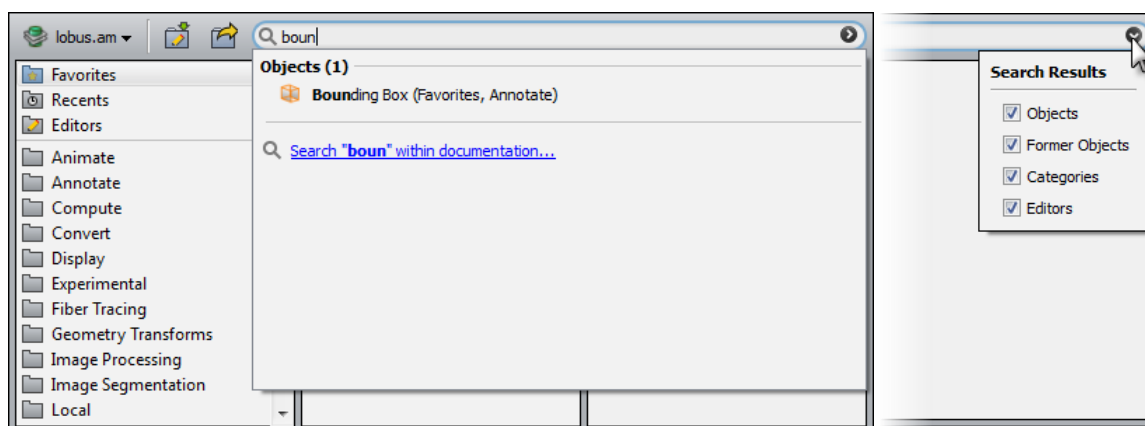 lobus.am
boun
Favorites
Recents
Editors
Animate
Annotate
Compute
Convert
Display
Experimental
Fiber Tracing
Geometry Transforms
Image Processing
Image Segmentation
Local
Objects (1)
Bounding Box (Favorites, Annotate)
Search "boun" within documentation...
Search Results
Objects
Former Objects
Categories
Editors